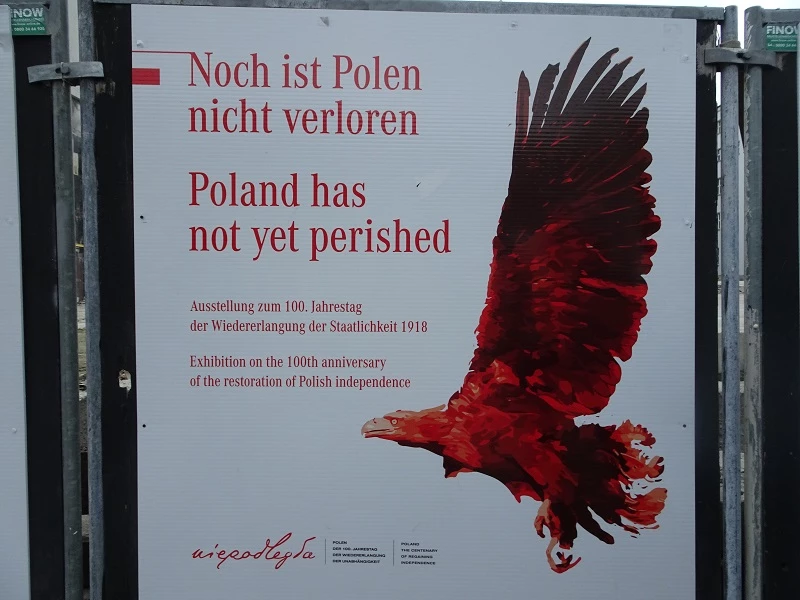 FINOW
Noch ist Polen
nicht verloren
Poland has
not yet perished
Ausstellung zum 100. Jahrestag
der Wiedererlangung der Staatlichkeit 1918
Exhibition on the 100th anniversary
of the restoration of Polish independence
niepodległa
POLEN
DER 100. JAHRESTAG
DER WIEDERERLANGUNG
DER UNABHÄNGIGKEIT
POLAND
THE CENTENARY
OF REGAINING
INDEPENDENCE
FINOW